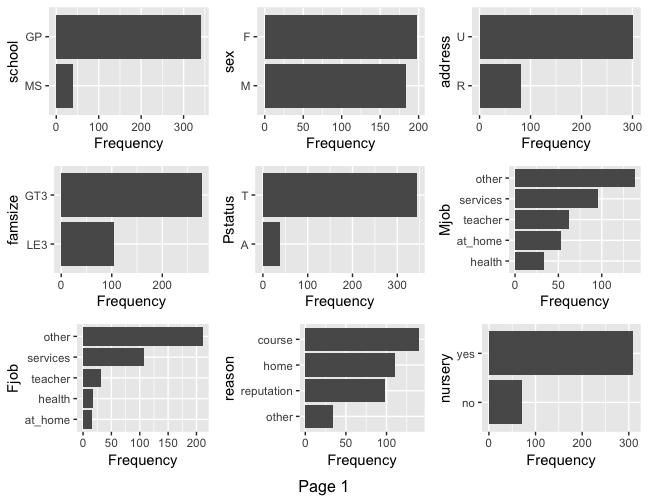 school
GP
MS
0 100 200 300
Frequency
sex
F
M
0 50 100 150 200
Frequency
address
U
R
0 100 200 300
Frequency
famsize
GT3
LE3
0 100 200
Frequency
Pstatus
T
A
0 100 200 300
Frequency
Mjob
other
services
teacher
at_home
health
0 50 100
Frequency
Fjob
other
services
teacher
health
at_home
0 50 100 150 200
Frequency
reason
course
home
reputation
other
0 50 100
Frequency
nursery
yes
no
0 100 200 300
Frequency
Page 1